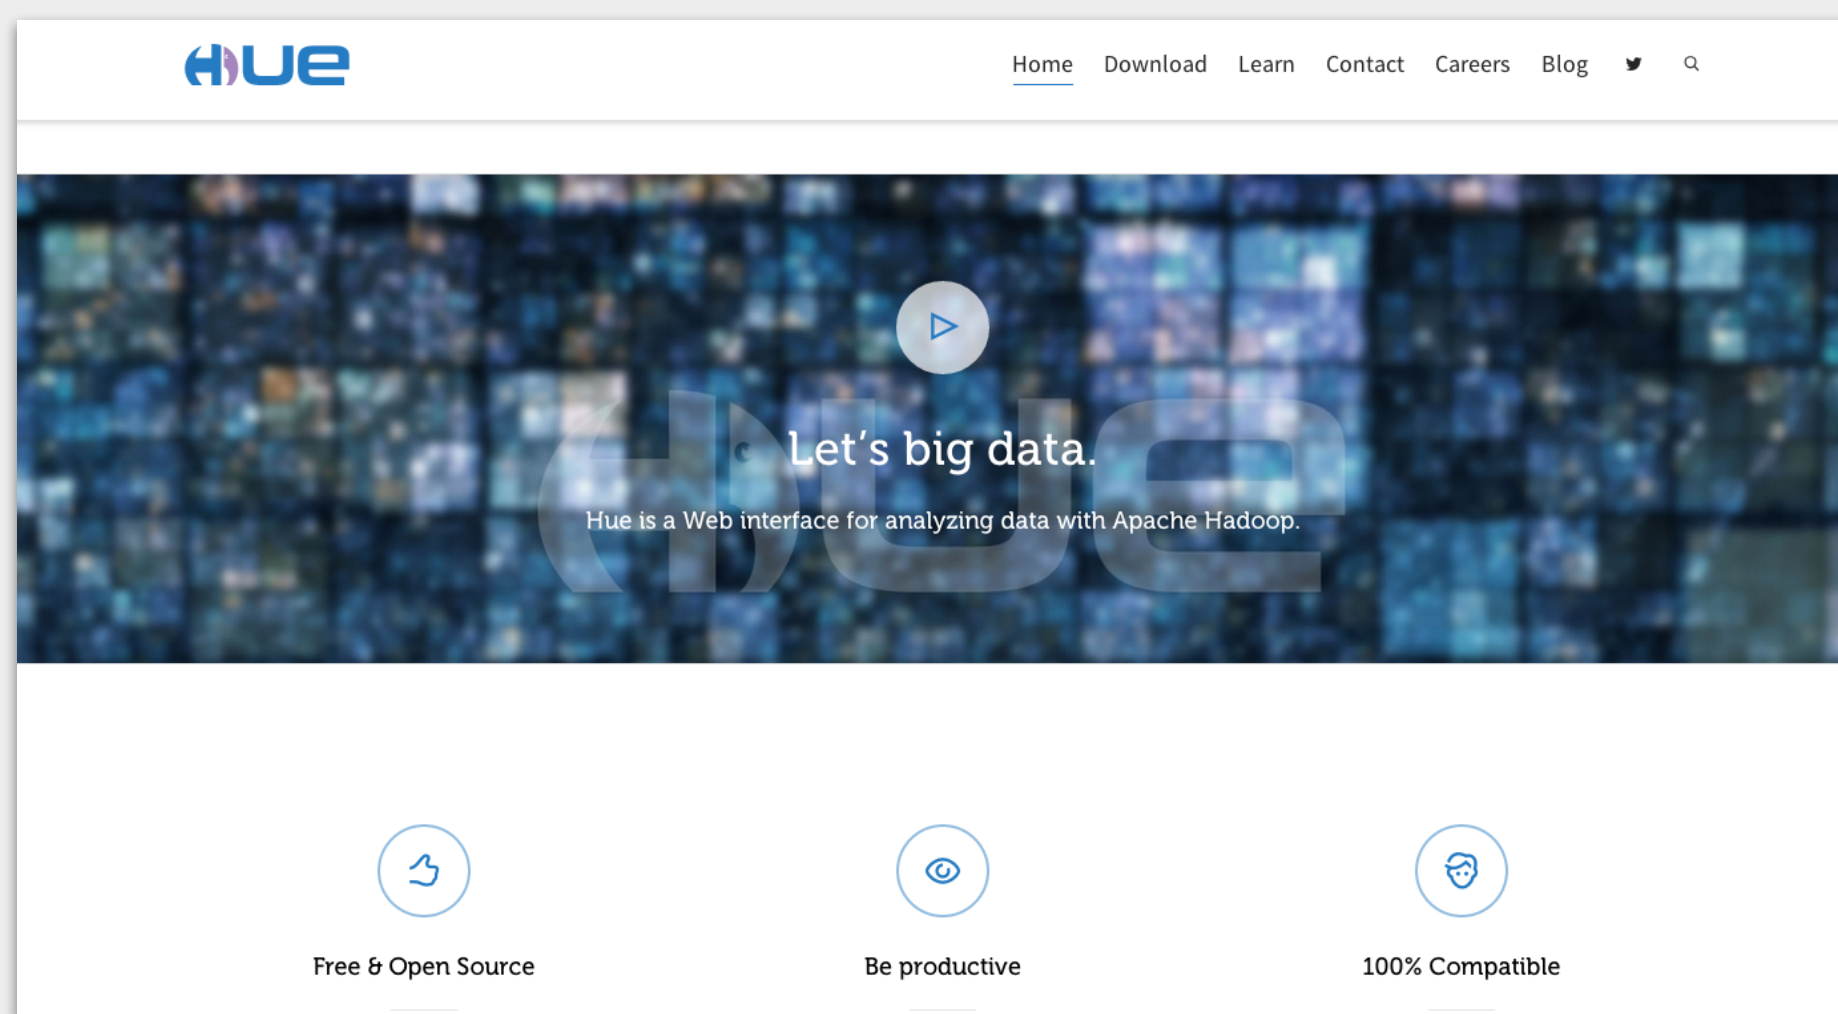 HUE
Home Download Learn Contact Careers Blog
HUE
Let's big data.
Hue is a Web interface for analyzing data with Apache Hadoop.
Free & Open Source
Be productive
100% Compatible